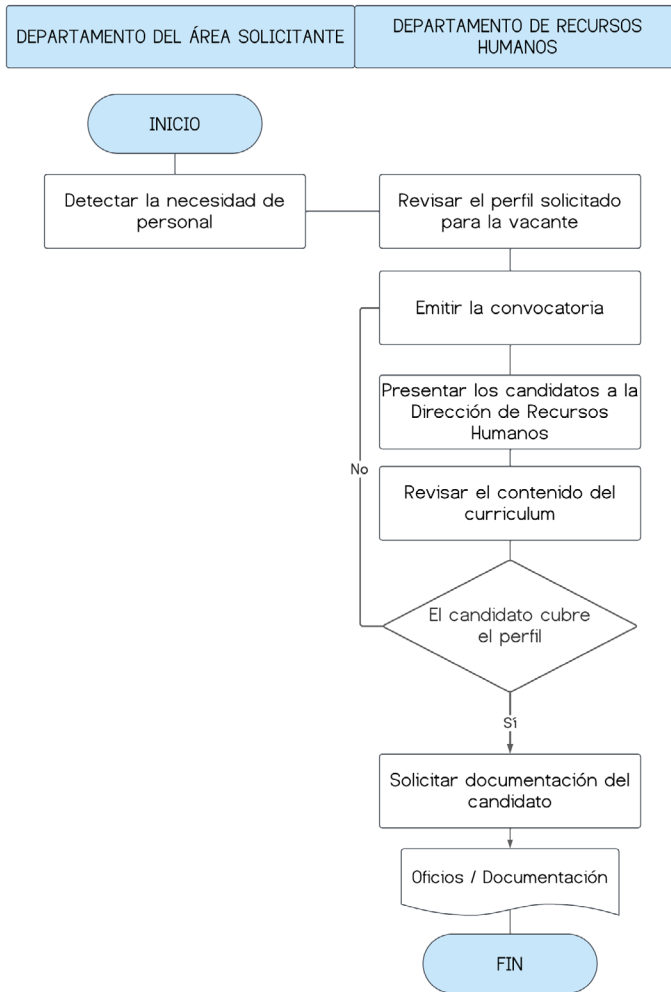 DEPARTAMENTO DEL ÁREA SOLICITANTE
DEPARTAMENTO DE RECURSOS
HUMANOS
INICIO
Detectar la necesidad de
personal
Revisar el perfil solicitado
para la vacante
Emitir la convocatoria
Presentar los candidatos a la
Dirección de Recursos
Humanos
No
Revisar el contenido del
curriculum
El candidato cubre
el perfil
Sí
Solicitar documentación del
candidato
Oficios / Documentación
FIN